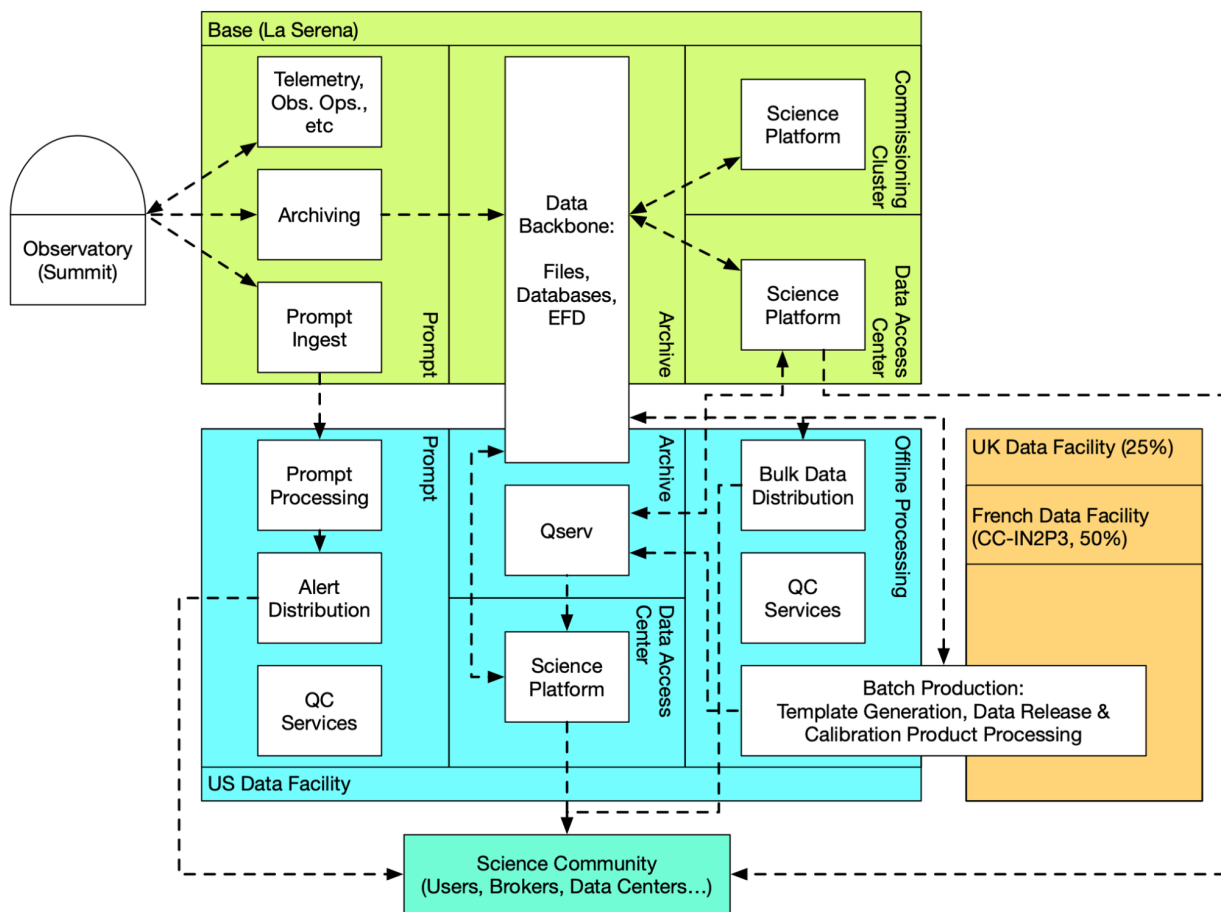 Base (La Serena)
Telemetry,
Obs. Ops.,
etc
Archiving
Prompt
Ingest
Prompt
Observatory
(Summit)
Data
Backbone:
Files,
Databases,
EFD
Archive
Science
Platform
Commissioning
Cluster
Science
Platform
Data Access
Center
Prompt
Processing
Alert
Distribution
QC
Services
Prompt
Qserv
Archive
Science
Platform
Data Access
Center
Bulk Data
Distribution
QC
Services
Offline Processing
Batch Production:
Template Generation, Data Release &
Calibration Product Processing
US Data Facility
UK Data Facility (25%)
French Data Facility
(CC-IN2P3, 50%)
Science Community
(Users, Brokers, Data Centers…)